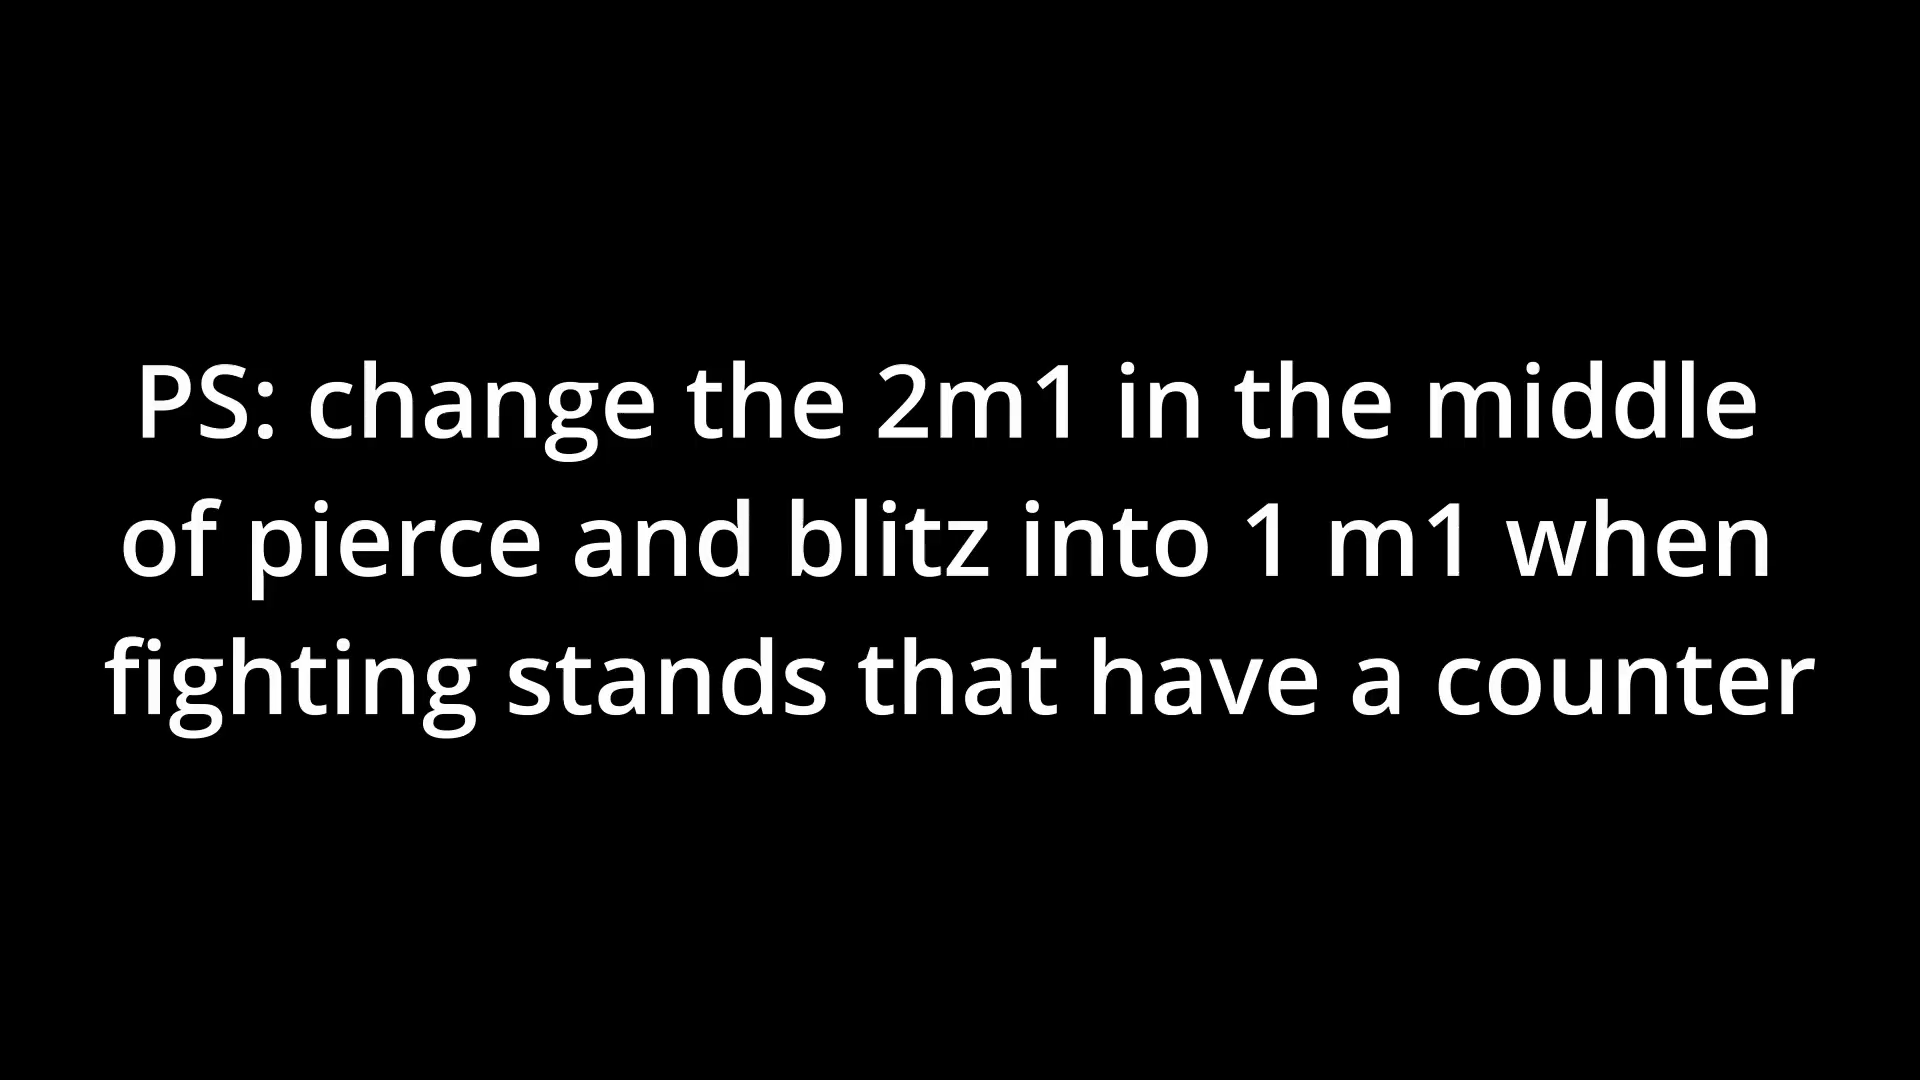 PS: change the 2m1 in the middle
of pierce and blitz into 1 m1 when
fighting stands that have a counter